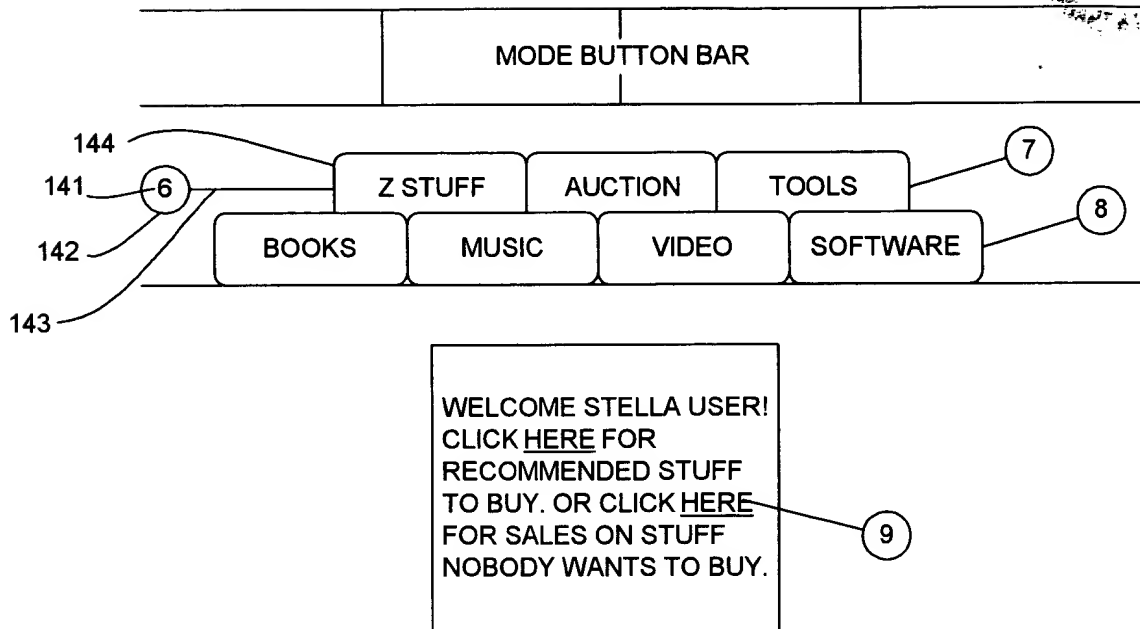 MODE BUTTON BAR
144
7
141
6
Z STUFF AUCTION TOOLS
8
142
BOOKS MUSIC VIDEO SOFTWARE
143
WELCOME STELLA USER!
CLICK HERE FOR
RECOMMENDED STUFF
TO BUY. OR CLICK HERE
FOR SALES ON STUFF
NOBODY WANTS TO BUY.
9